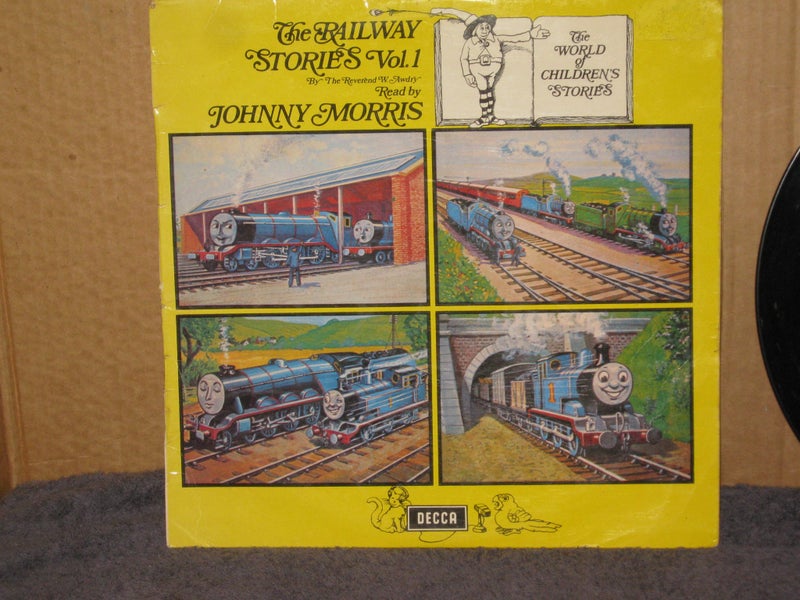 The RAILWAY
STORIES Vol. 1
By The Reverend W. Awdry
Read by
JOHNNY MORRIS
The
WORLD
of
CHILDREN'S
STORIES
1
DECCA